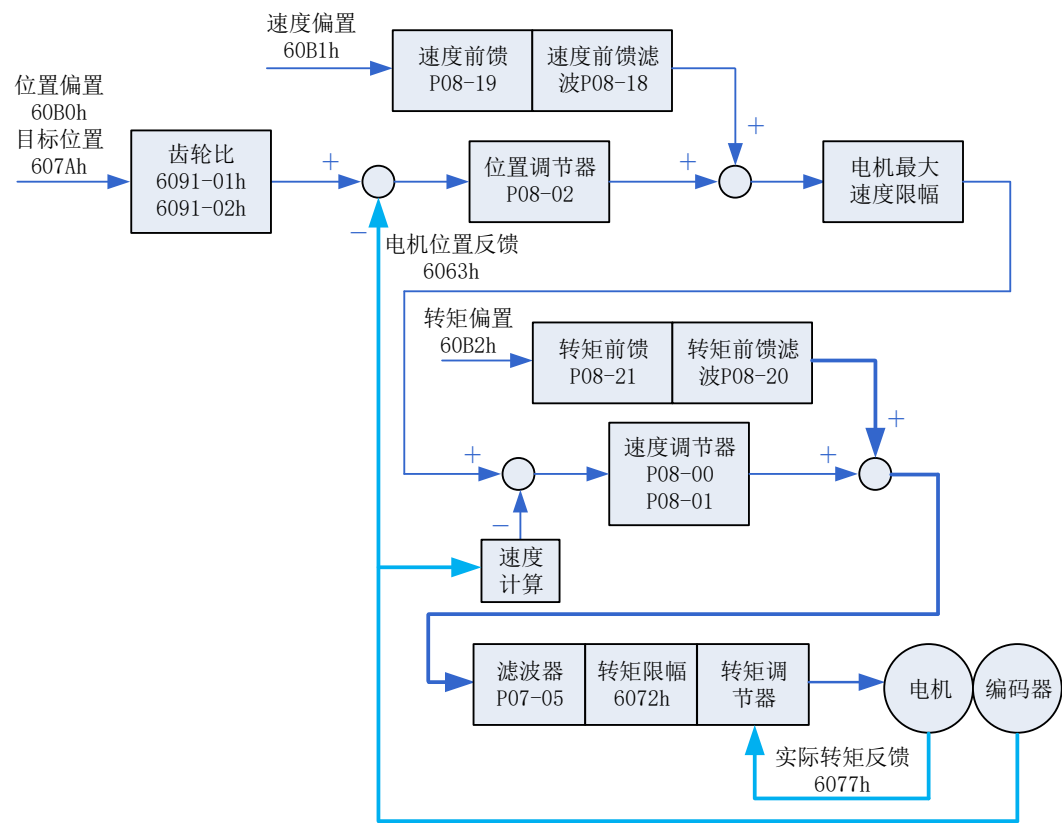 速度偏置
60B1h
速度前馈
P08-19
速度前馈滤
波P08-18
位置偏置
60B0h
目标位置
607Ah
齿轮比
6091-01h
6091-02h
+
−
位置调节器
P08-02
+
+
电机最大
速度限幅
电机位置反馈
6063h
转矩偏置
60B2h
转矩前馈
P08-21
转矩前馈滤
波P08-20
+
−
速度调节器
P08-00
P08-01
+
+
速度
计算
滤波器
P07-05
转矩限幅
6072h
转矩调
节器
电机
编码器
实际转矩反馈
6077h